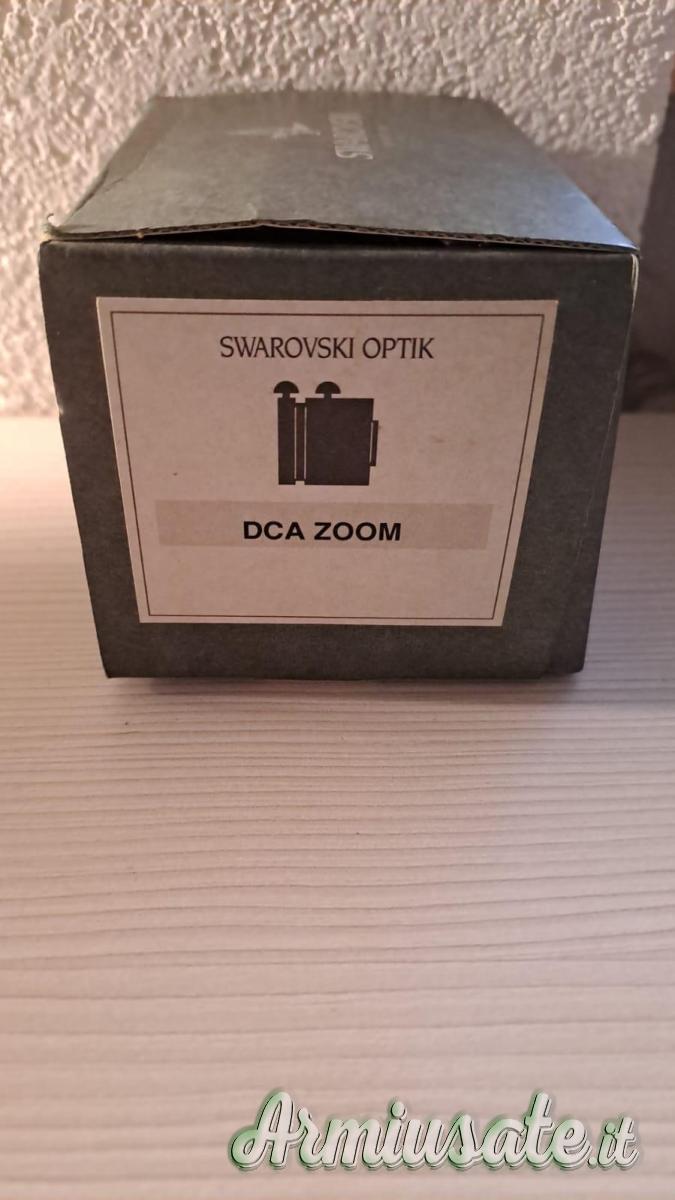 SWAROVSKI OPTIK
DCA ZOOM
Armiusate.it